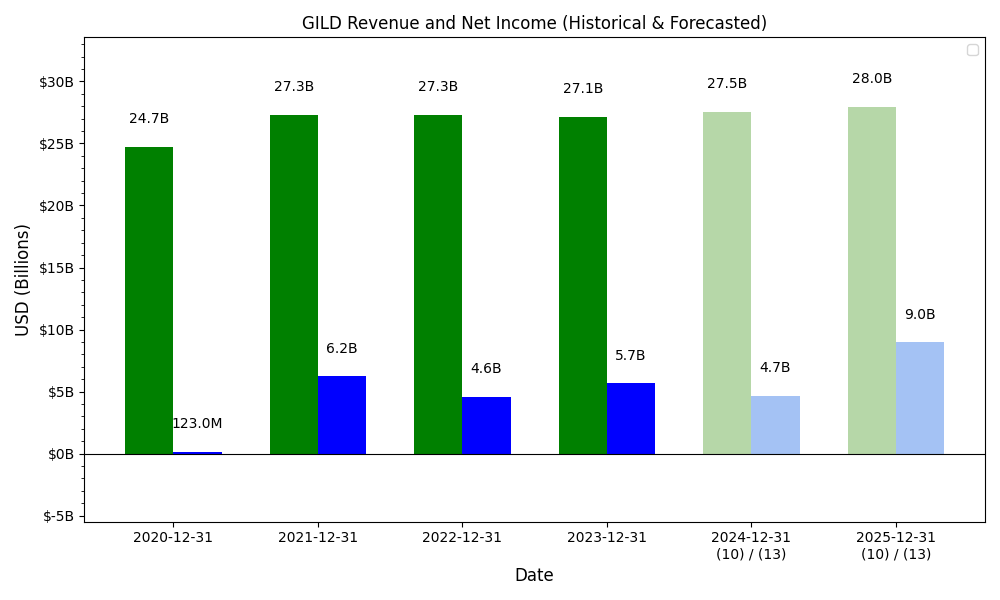 GILD Revenue and Net Income (Historical & Forecasted)
USD (Billions)
$30B
$25B
$20B
$15B
$10B
$5B
$0B
$-5B
24.7B
123.0M
27.3B
6.2B
27.3B
4.6B
27.1B
5.7B
27.5B
4.7B
28.0B
9.0B
2020-12-31
2021-12-31
2022-12-31
2023-12-31
2024-12-31
(10) / (13)
2025-12-31
(10) / (13)
Date